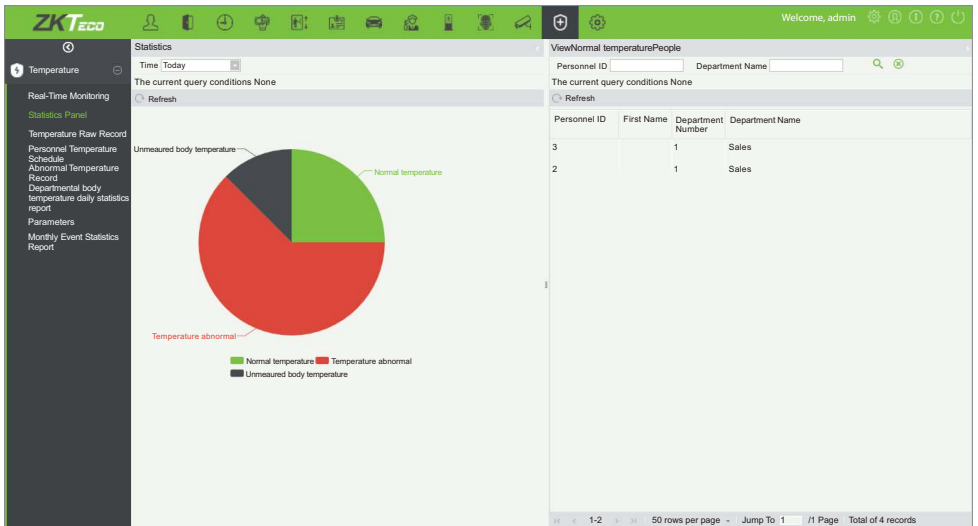 ZKTECO
Welcome, admin
Temperature
Real-Time Monitoring
Statistics Panel
Temperature Raw Record
Personnel Temperature
Schedule
Abnormal Temperature
Record
Departmental body
temperature daily statistics
report
Parameters
Monthly Event Statistics
Report
Statistics
Time Today
The current query conditions None
Refresh
Unmeaured body temperature
Normal temperature
Temperature abnormal
Normal temperature Temperature abnormal
Unmeaured body temperature
ViewNormal temperaturePeople
Personnel ID Department Name
The current query conditions None
Refresh
Personnel ID First Name Department Number Department Name
3 1 Sales
2 1 Sales
1-2 50 rows per page Jump To 1 /1 Page Total of 4 records